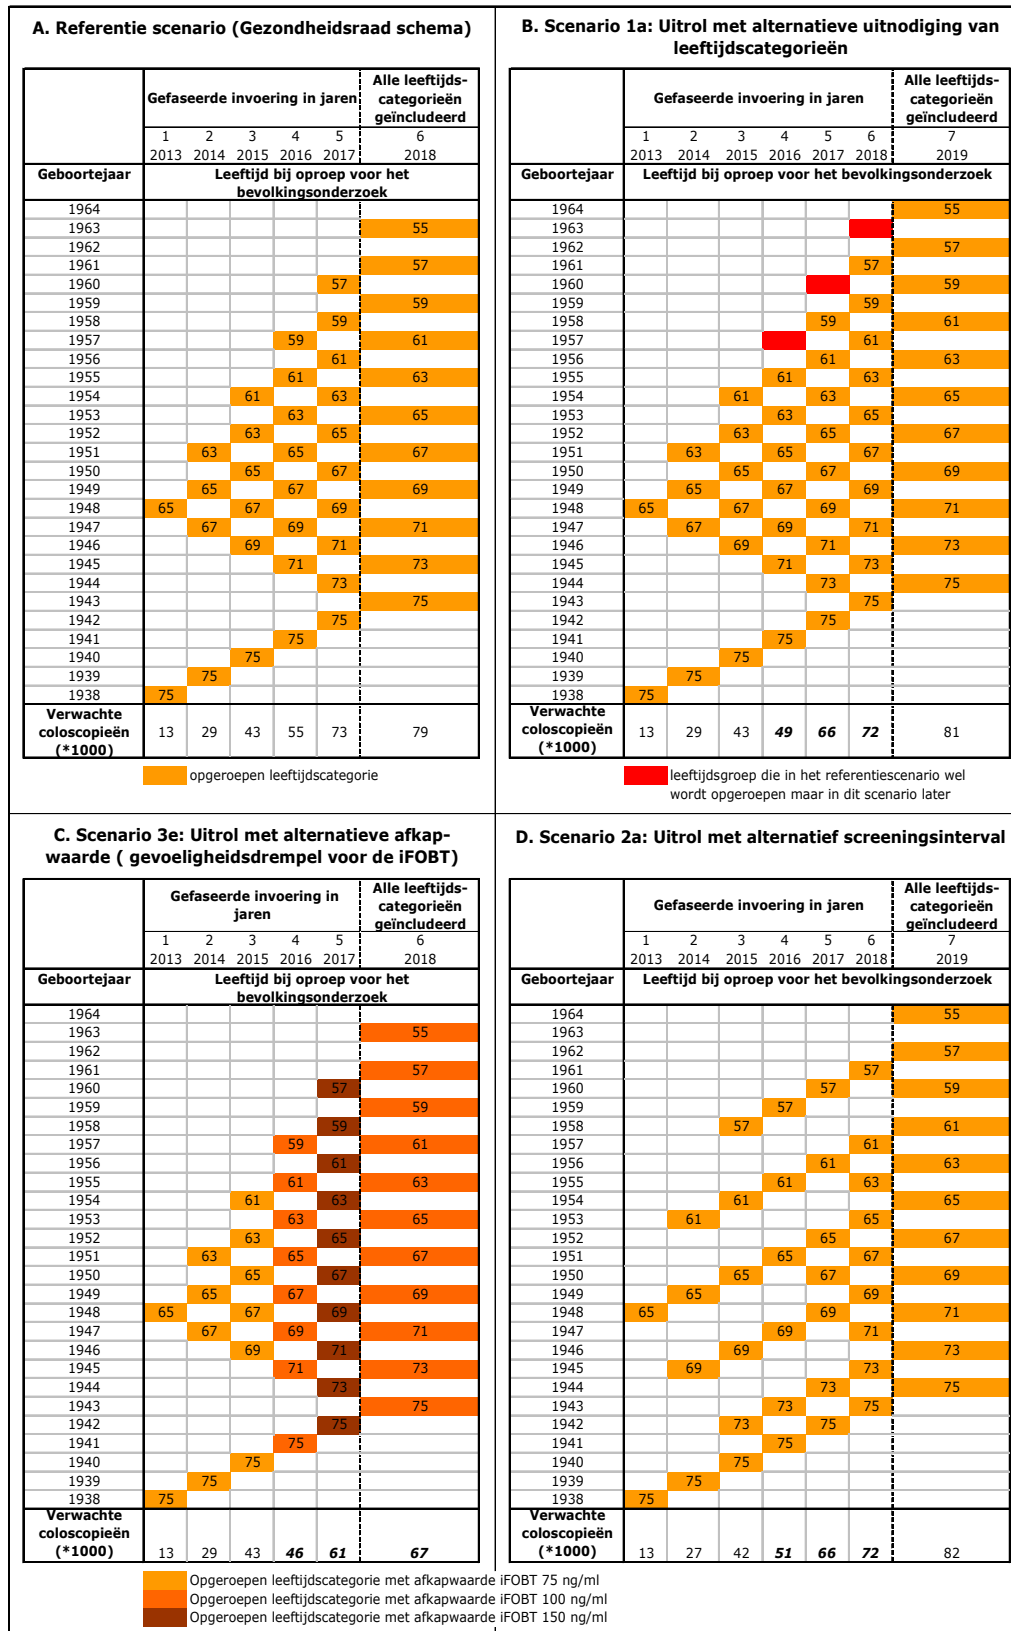 A. Referentie scenario (Gezondheidsraad schema)
Gefaseerde invoering in jaren
Alle leeftijds-
categorieën
geïncludeerd
1 2 3 4 5 6
2013 2014 2015 2016 2017 2018
Geboortejaar
Leeftijd bij oproep voor het
bevolkingsonderzoek
1964
1963 55
1962
1961 57
1960 57
1959 59
1958 59
1957 59 61
1956 61
1955 61 63
1954 61 63
1953 63 65
1952 63 65
1951 63 65 67
1950 65 67
1949 65 67 69
1948 65 67 69
1947 67 69 71
1946 69 71
1945 71 73
1944 73
1943 75
1942 75
1941 75
1940 75
1939 75
1938 75
Verwachte
coloscopieën
(*1000)
13 29 43 55 73 79
opgeroepen leeftijdscategorie
B. Scenario 1a: Uitrol met alternatieve uitnodiging van
leeftijdscategorieën
Gefaseerde invoering in jaren
Alle leeftijds-
categorieën
geïncludeerd
1 2 3 4 5 6 7
2013 2014 2015 2016 2017 2018 2019
Geboortejaar
Leeftijd bij oproep voor het bevolkingsonderzoek
1964 55
1963
1962 57
1961 57
1960 59
1959 59
1958 59 61
1957 61
1956 61 63
1955 61 63
1954 61 63 65
1953 63 65
1952 63 65 67
1951 63 65 67
1950 65 67 69
1949 65 67 69
1948 65 67 69 71
1947 67 69 71
1946 69 71 73
1945 71 73
1944 73 75
1943 75
1942 75
1941 75
1940 75
1939 75
1938 75
Verwachte
coloscopieën
(*1000)
13 29 43 49 66 72 81
leeftijdsgroep die in het referentiescenario wel
wordt opgeroepen maar in dit scenario later
C. Scenario 3e: Uitrol met alternatieve afkap-
waarde ( gevoeligheidsdrempel voor de iFOBT)
Gefaseerde invoering in
jaren
Alle leeftijds-
categorieën
geïncludeerd
1 2 3 4 5 6
2013 2014 2015 2016 2017 2018
Geboortejaar
Leeftijd bij oproep voor het
bevolkingsonderzoek
1964
1963 55
1962
1961 57
1960 57
1959 59
1958 59
1957 59 61
1956 61
1955 61 63
1954 61 63
1953 63 65
1952 63 65
1951 63 65 67
1950 65 67
1949 65 67 69
1948 65 67 69
1947 67 69 71
1946 69 71
1945 71 73
1944 73
1943 75
1942 75
1941 75
1940 75
1939 75
1938 75
Verwachte
coloscopieën
(*1000)
13 29 43 46 61 67
Opgeroepen leeftijdscategorie met afkapwaarde iFOBT 75 ng/ml
Opgeroepen leeftijdscategorie met afkapwaarde iFOBT 100 ng/ml
Opgeroepen leeftijdscategorie met afkapwaarde iFOBT 150 ng/ml
D. Scenario 2a: Uitrol met alternatief screeningsinterval
Gefaseerde invoering in jaren
Alle leeftijds-
categorieën
geïncludeerd
1 2 3 4 5 6 7
2013 2014 2015 2016 2017 2018 2019
Geboortejaar
Leeftijd bij oproep voor het bevolkingsonderzoek
1964 55
1963
1962 57
1961 57
1960 57 59
1959 57
1958 57 61
1957 61
1956 61 63
1955 61 63
1954 61 65
1953 61 65
1952 65 67
1951 65 67
1950 65 67 69
1949 65 69
1948 65 69 71
1947 69 71
1946 69 73
1945 69 73
1944 73 75
1943 73 75
1942 73 75
1941 75
1940 75
1939 75
1938 75
Verwachte
coloscopieën
(*1000)
13 27 42 51 66 72 82